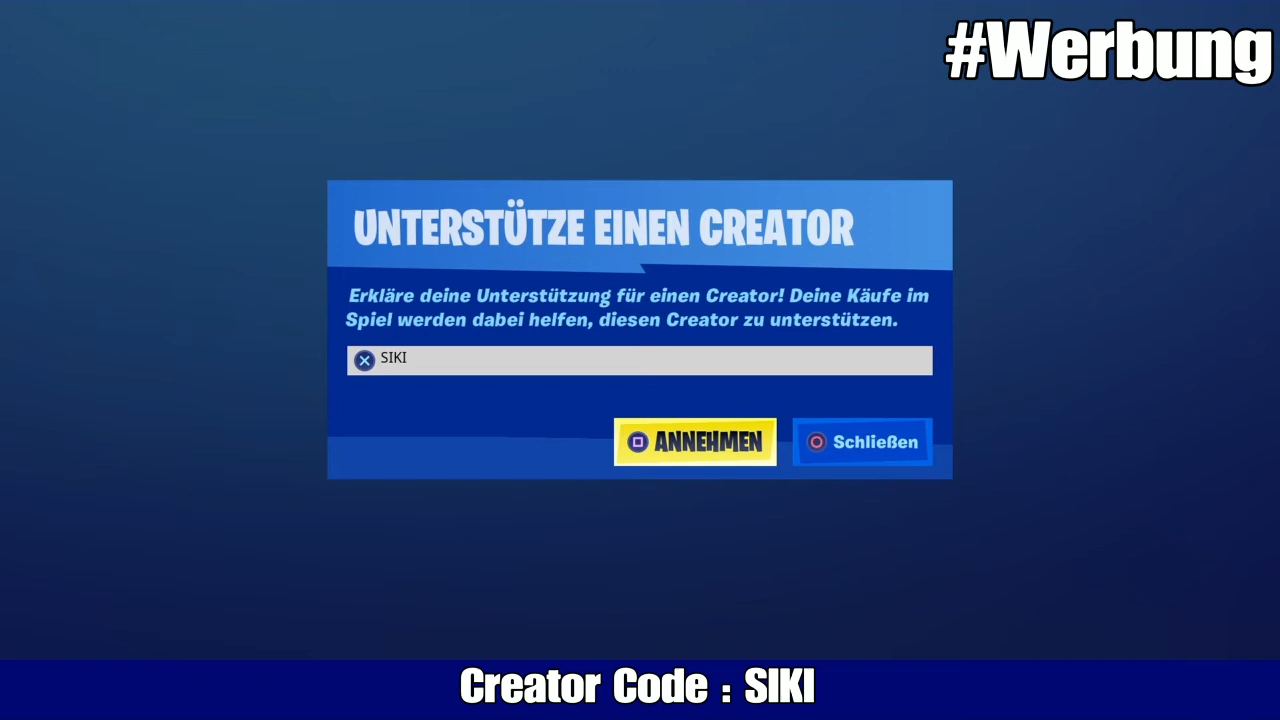 #Werbung
UNTERSTÜTZE EINEN CREATOR
Erkläre deine Unterstützung für einen Creator! Deine Käufe im
Spiel werden dabei helfen, diesen Creator zu unterstützen.
SIKI
ANNEHMEN
Schließen
Creator Code : SIKI